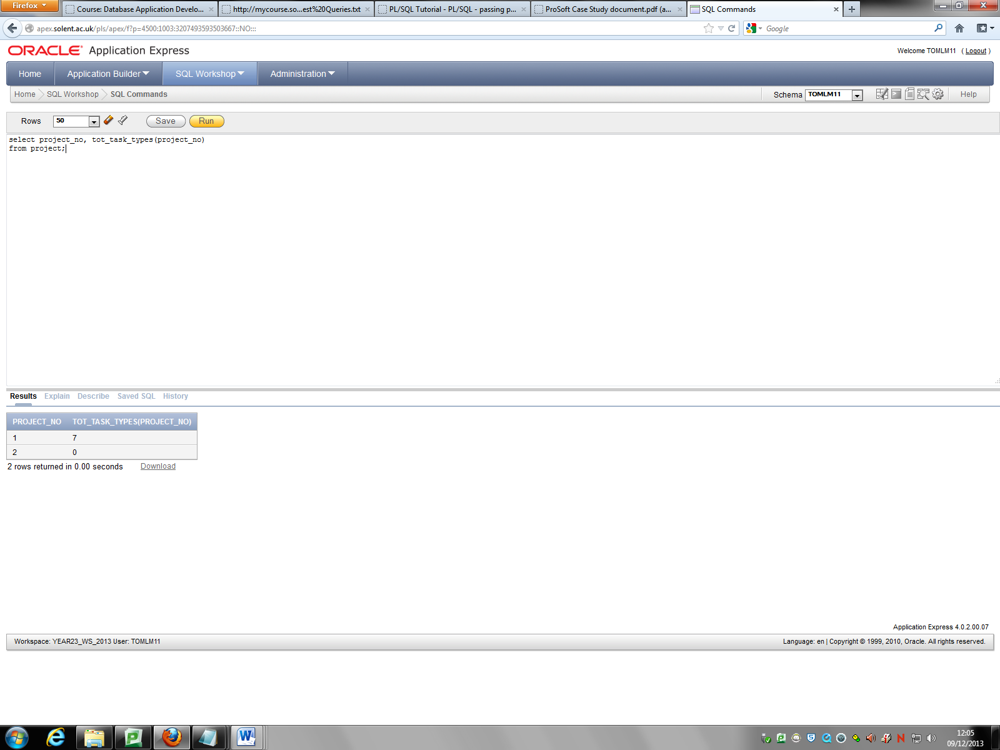 Firefox
Course: Database Application Develo...
http://mycourse.so...est%20Queries.txt
PL/SQL Tutorial - PL/SQL - passing p...
ProSoft Case Study document.pdf (a...
SQL Commands
apex.solent.ac.uk/pls/apex/f?p=4500:1003:3207493593503667::NO:::
Google
ORACLE Application Express
Welcome TOMLM11 ( Logout )
Home Application Builder SQL Workshop Administration
Home SQL Workshop SQL Commands
Schema TOMLM11 Help
Rows 50 Save Run
select project_no, tot_task_types(project_no)
from project;
Results Explain Describe Saved SQL History
PROJECT_NO TOT_TASK_TYPES(PROJECT_NO)
1 7
2 0
2 rows returned in 0.00 seconds Download
Application Express 4.0.2.00.07
Workspace: YEAR23_WS_2013 User: TOMLM11
Language: en | Copyright © 1999, 2010, Oracle. All rights reserved.
12:05
09/12/2013